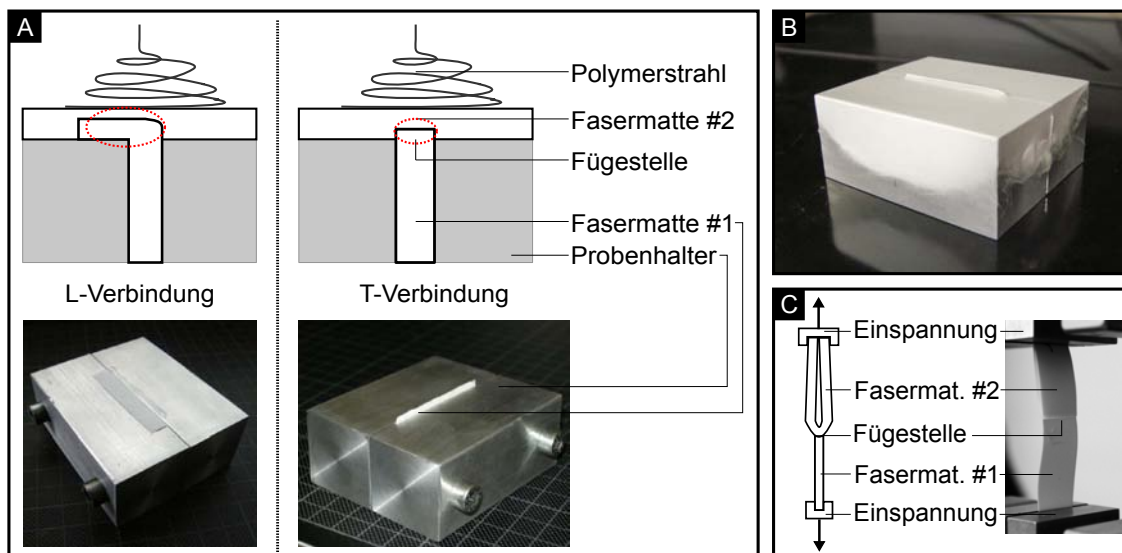 A
Polymerstrahl
Fasermatte #2
Fügestelle
Fasermatte #1
Probenhalter
L-Verbindung
T-Verbindung
B
C
Einspannung
Fasermat. #2
Fügestelle
Fasermat. #1
Einspannung